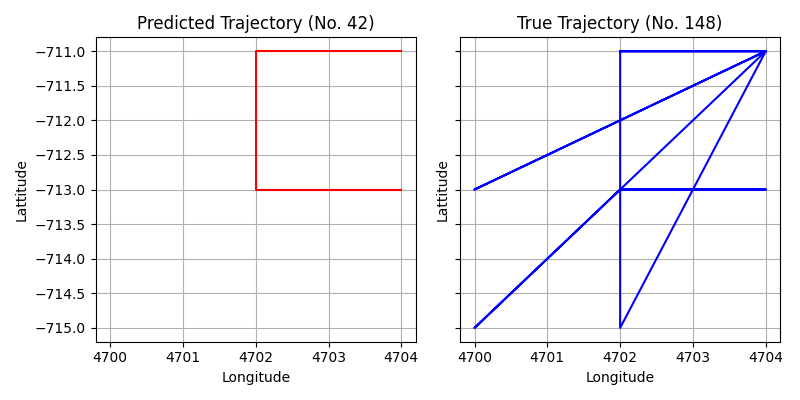 Predicted Trajectory (No. 42)
True Trajectory (No. 148)
Lattitude
−711.0
−711.5
−712.0
−712.5
−713.0
−713.5
−714.0
−714.5
−715.0
4700 4701 4702 4703 4704
Longitude
Lattitude
4700 4701 4702 4703 4704
Longitude